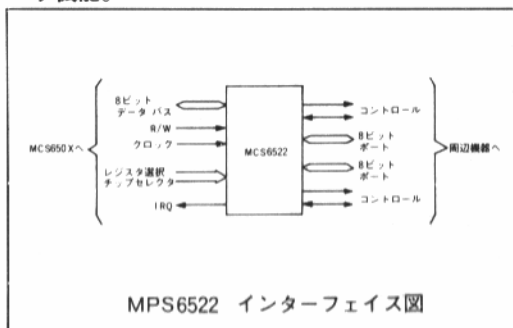 8ビット
データ バス
R/W
クロック
MCS650Xへ
レジスタ選択
チップセレクタ
IRQ
MCS6522
コントロール
8ビット
ポート
8ビット
ポート
コントロール
周辺機器へ
MPS6522 インターフェイス図